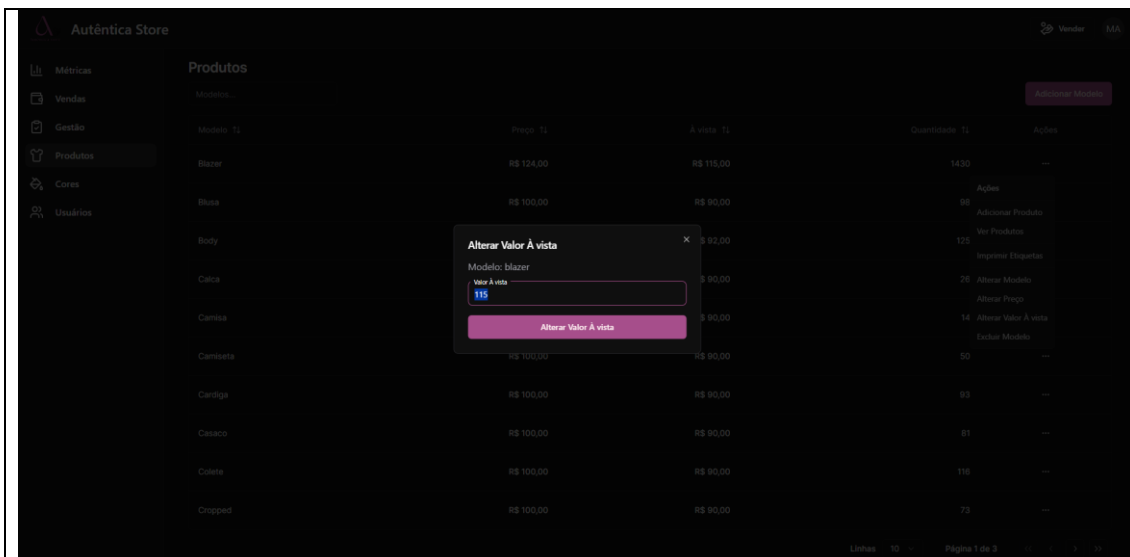 Autêntica Store
Vender MA
Métricas
Vendas
Gestão
Produtos
Cores
Usuários
Produtos
Modelos...
Adicionar Modelo
Modelo Preço À vista Quantidade Ações
Blazer R$ 124,00 R$ 115,00 1430 ...
Blusa R$ 100,00 R$ 90,00 98
Body $ 92,00 125
Calca $ 90,00 26
Camisa $ 90,00 14
Camiseta R$ 100,00 R$ 90,00 50 ...
Cardiga R$ 100,00 R$ 90,00 93 ...
Casaco R$ 100,00 R$ 90,00 81 ...
Colete R$ 100,00 R$ 90,00 116 ...
Cropped R$ 100,00 R$ 90,00 73 ...
Ações
Adicionar Produto
Ver Produtos
Imprimir Etiquetas
Alterar Modelo
Alterar Preço
Alterar Valor À vista
Excluir Modelo
Alterar Valor À vista
Modelo: blazer
Valor À vista
115
Alterar Valor À vista
Linhas 10 Página 1 de 3